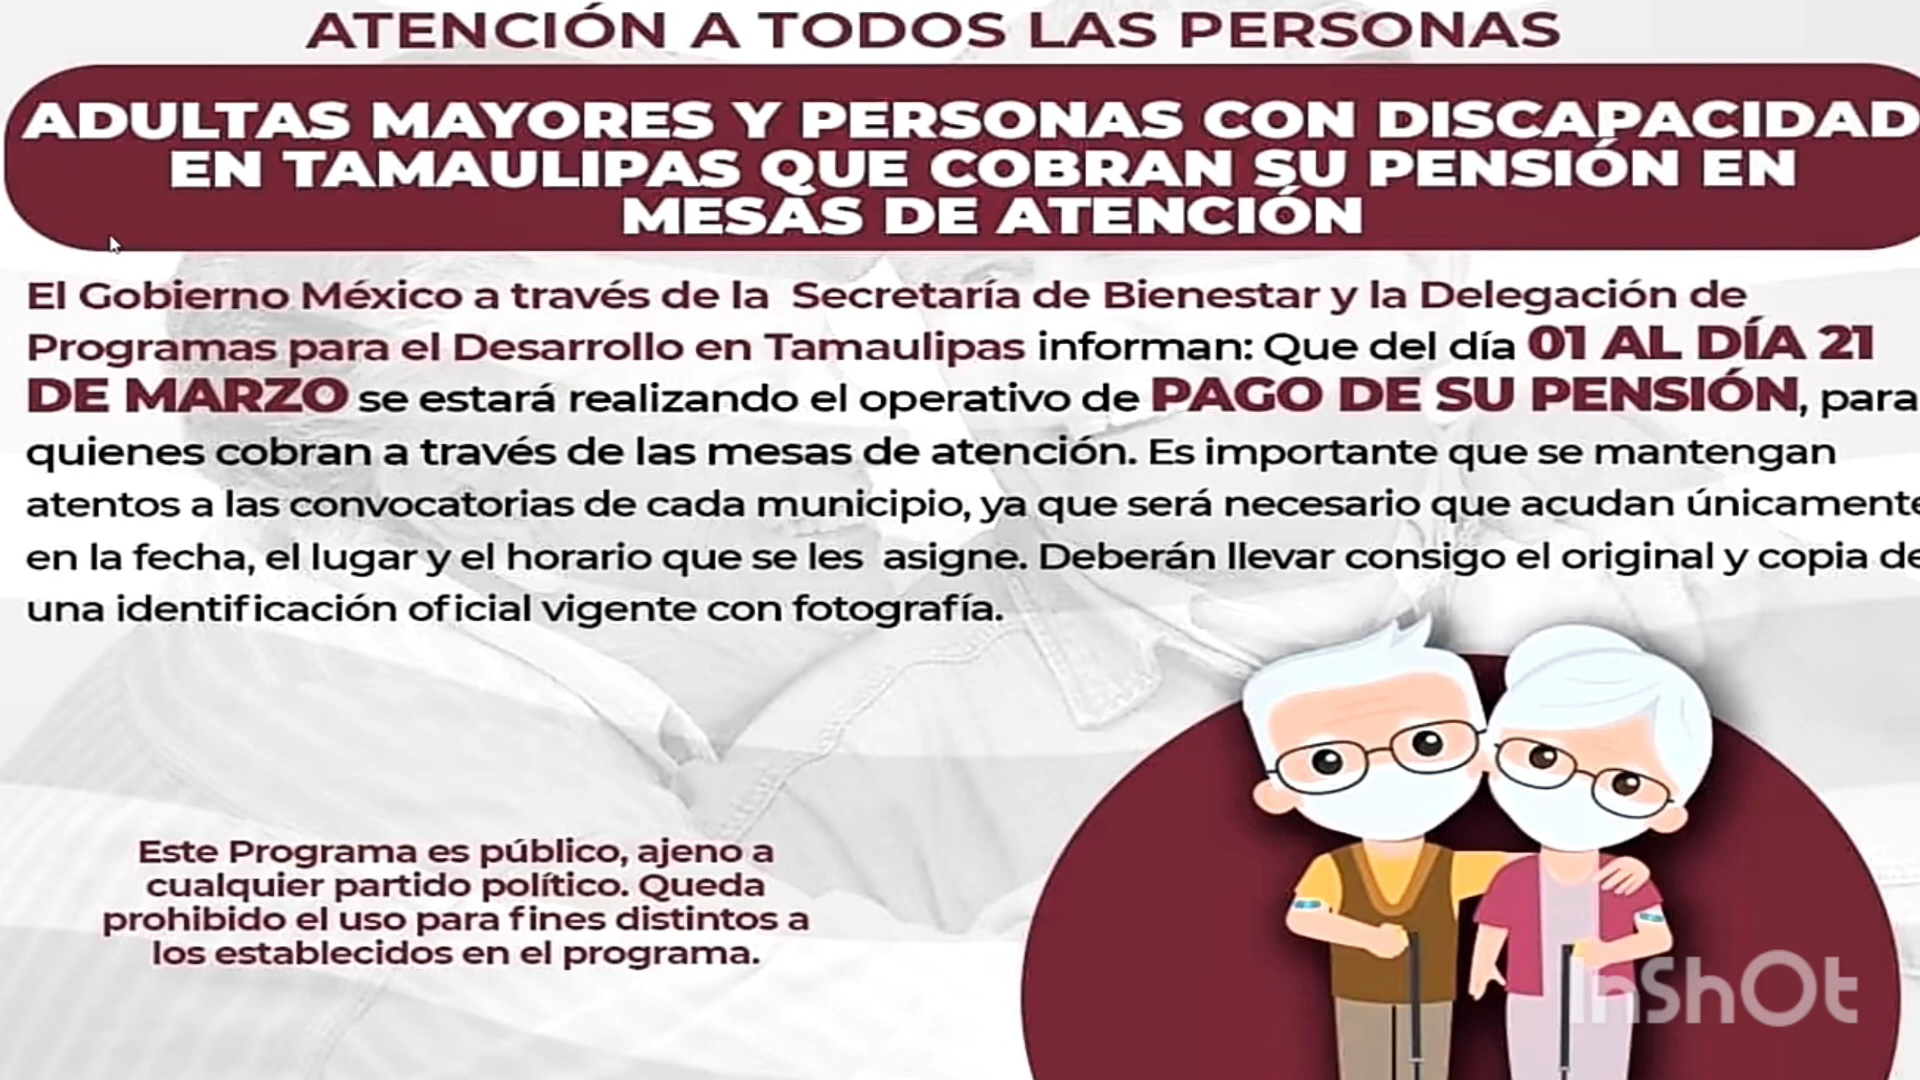 ATENCIÓN A TODOS LAS PERSONAS
ADULTAS MAYORES Y PERSONAS CON DISCAPACIDAD
EN TAMAULIPAS QUE COBRAN SU PENSIÓN EN
MESAS DE ATENCIÓN
El Gobierno México a través de la Secretaría de Bienestar y la Delegación de
Programas para el Desarrollo en Tamaulipas informan: Que del día 01 AL DÍA 21
DE MARZO se estará realizando el operativo de PAGO DE SU PENSIÓN, para
quienes cobran a través de las mesas de atención. Es importante que se mantengan
atentos a las convocatorias de cada municipio, ya que será necesario que acudan únicamente
en la fecha, el lugar y el horario que se les asigne. Deberán llevar consigo el original y copia de
una identificación oficial vigente con fotografía.
Este Programa es público, ajeno a
cualquier partido político. Queda
prohibido el uso para fines distintos a
los establecidos en el programa.
InShOt